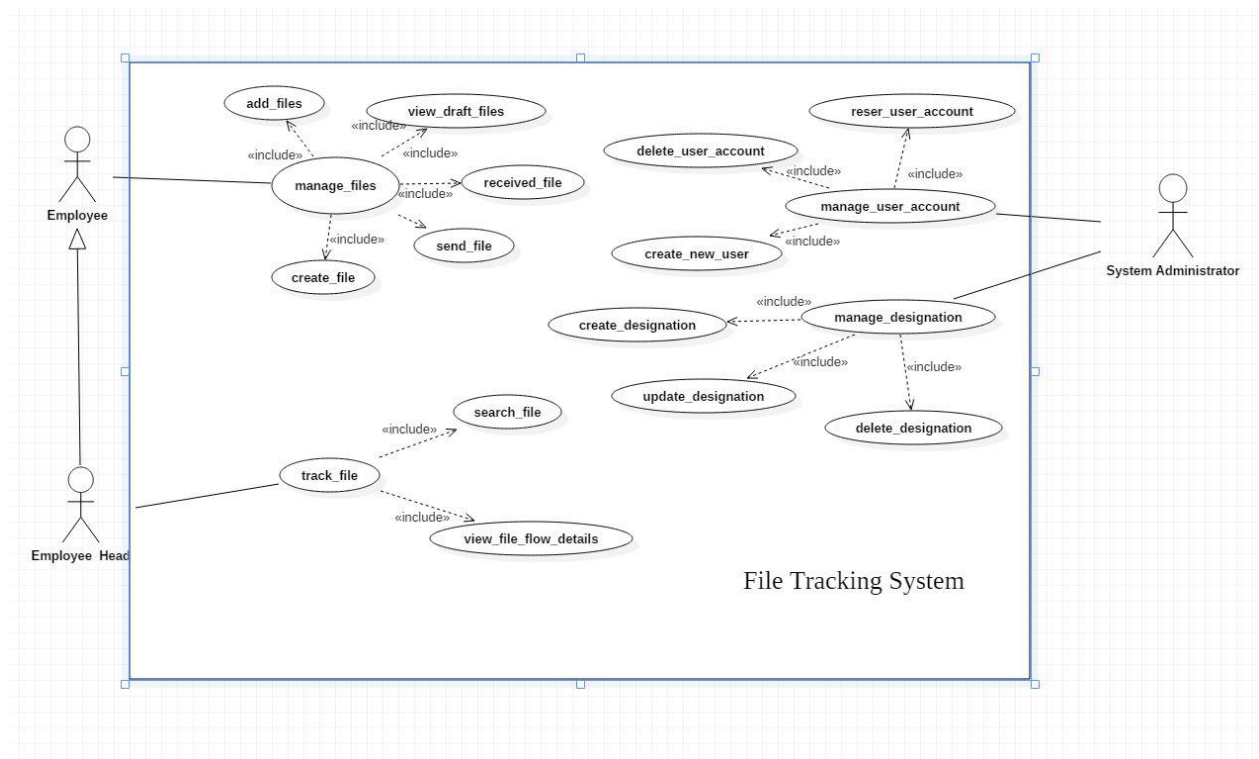 add_files
view_draft_files
«include»
«include»
«include»
manage_files
received_file
«include»
send_file
«include»
create_file
Employee
reser_user_account
delete_user_account
«include»
«include»
manage_user_account
create_new_user
«include»
System Administrator
«include»
create_designation
manage_designation
«include»
«include»
update_designation
delete_designation
search_file
«include»
track_file
«include»
view_file_flow_details
Employee Head
File Tracking System